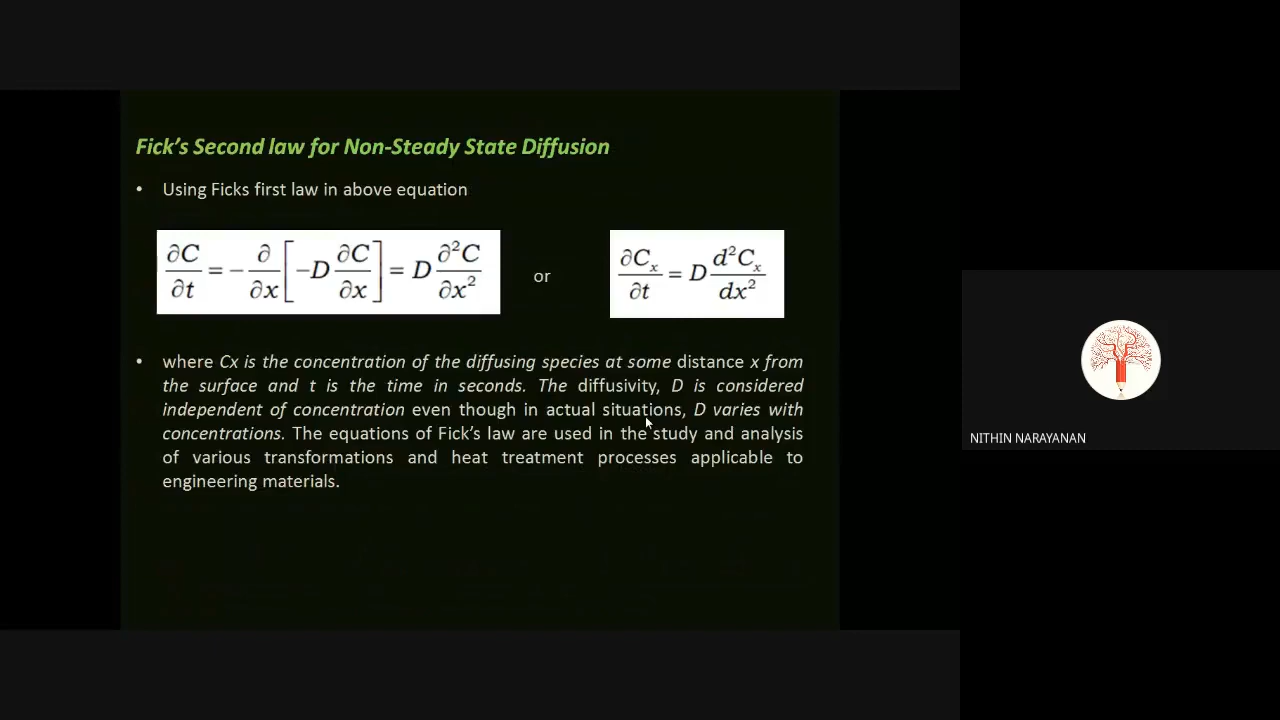 Fick's Second law for Non-Steady State Diffusion
• Using Ficks first law in above equation
∂C/∂t = -∂/∂x[-D ∂C/∂x] = D ∂²C/∂x² or ∂Cₓ/∂t = D d²Cₓ/dx²
• where Cx is the concentration of the diffusing species at some distance x from
the surface and t is the time in seconds. The diffusivity, D is considered
independent of concentration even though in actual situations, D varies with
concentrations. The equations of Fick's law are used in the study and analysis
of various transformations and heat treatment processes applicable to
engineering materials.
NITHIN NARAYANAN